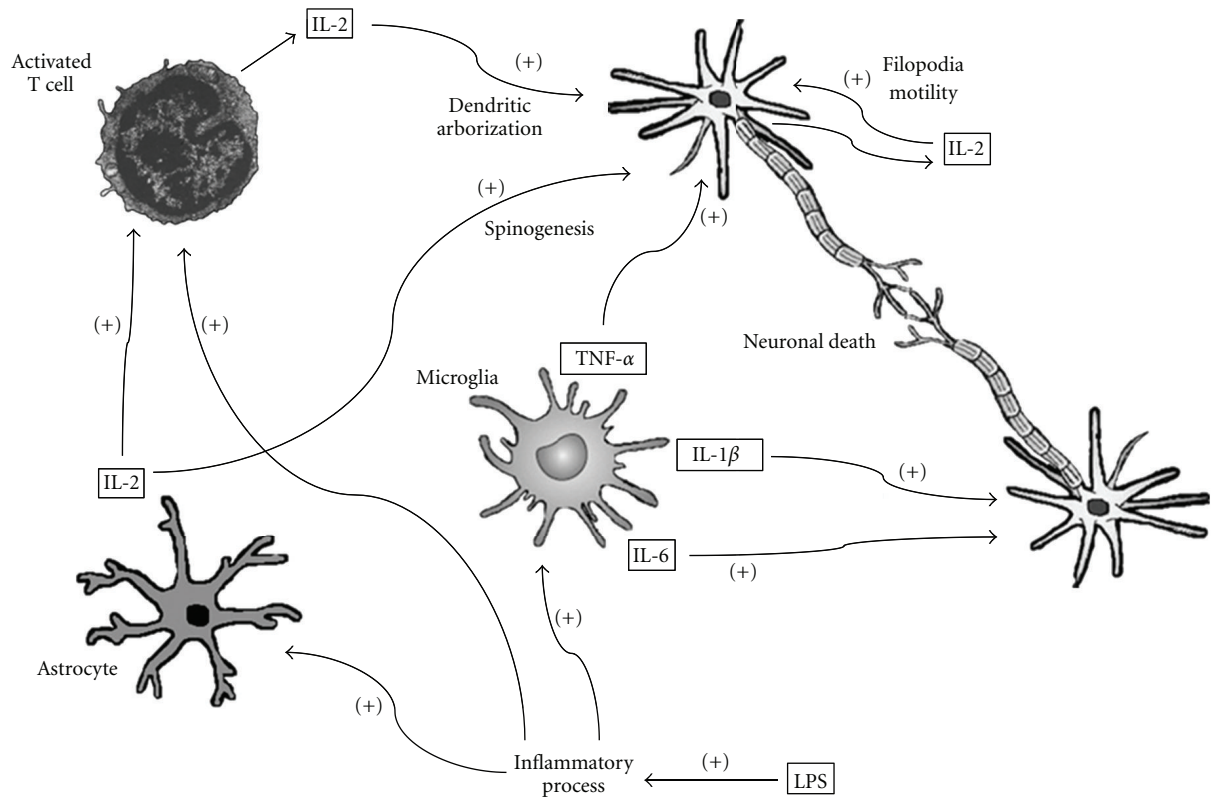 IL-2
Activated
T cell
(+)
Dendritic
arborization
(+)
Filopodia
motility
IL-2
(+)
Spinogenesis
(+)
(+)
(+)
Neuronal death
TNF-α
Microglia
IL-1β
(+)
IL-2
IL-6
(+)
(+)
Astrocyte
(+)
Inflammatory
process
(+)
LPS